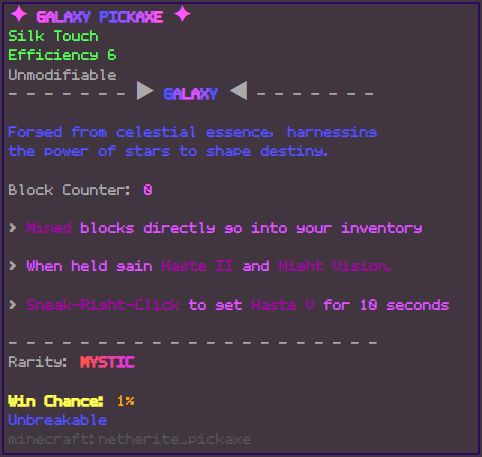 ✦ GALAXY PICKAXE ✦
Silk Touch
Efficiency 6
Unmodifiable
- - - - - - - ▶ GALAXY ◀ - - - - - - -
Forged from celestial essence, harnessing
the power of stars to shape destiny.
Block Counter: 0
› Mined blocks directly go into your inventory
› When held gain Haste II and Night Vision.
› Sneak-Right-Click to get Haste V for 10 seconds
- - - - - - - - - - - - - - - - - - - - -
Rarity: MYSTIC
Win Chance: 1%
Unbreakable
minecraft:netherite_pickaxe